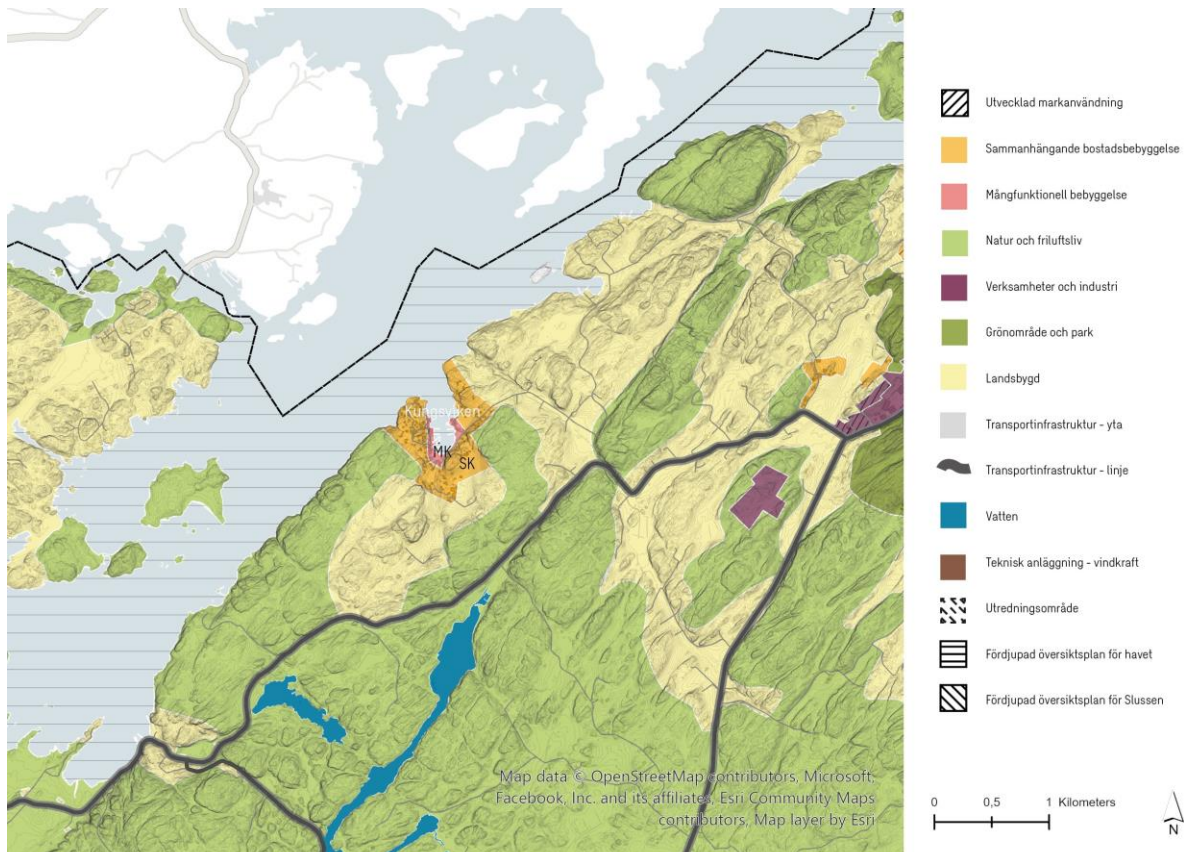 Kungsviken
MK
SK
Map data © OpenStreetMap contributors, Microsoft,
Facebook, Inc. and its affiliates, Esri Community Maps
contributors, Map layer by Esri
Utvecklad markanvändning
Sammanhängande bostadsbebyggelse
Mångfunktionell bebyggelse
Natur och friluftsliv
Verksamheter och industri
Grönområde och park
Landsbygd
Transportinfrastruktur - yta
Transportinfrastruktur - linje
Vatten
Teknisk anläggning - vindkraft
Utredningsområde
Fördjupad översiktsplan för havet
Fördjupad översiktsplan för Slussen
0 0,5 1 Kilometers
N